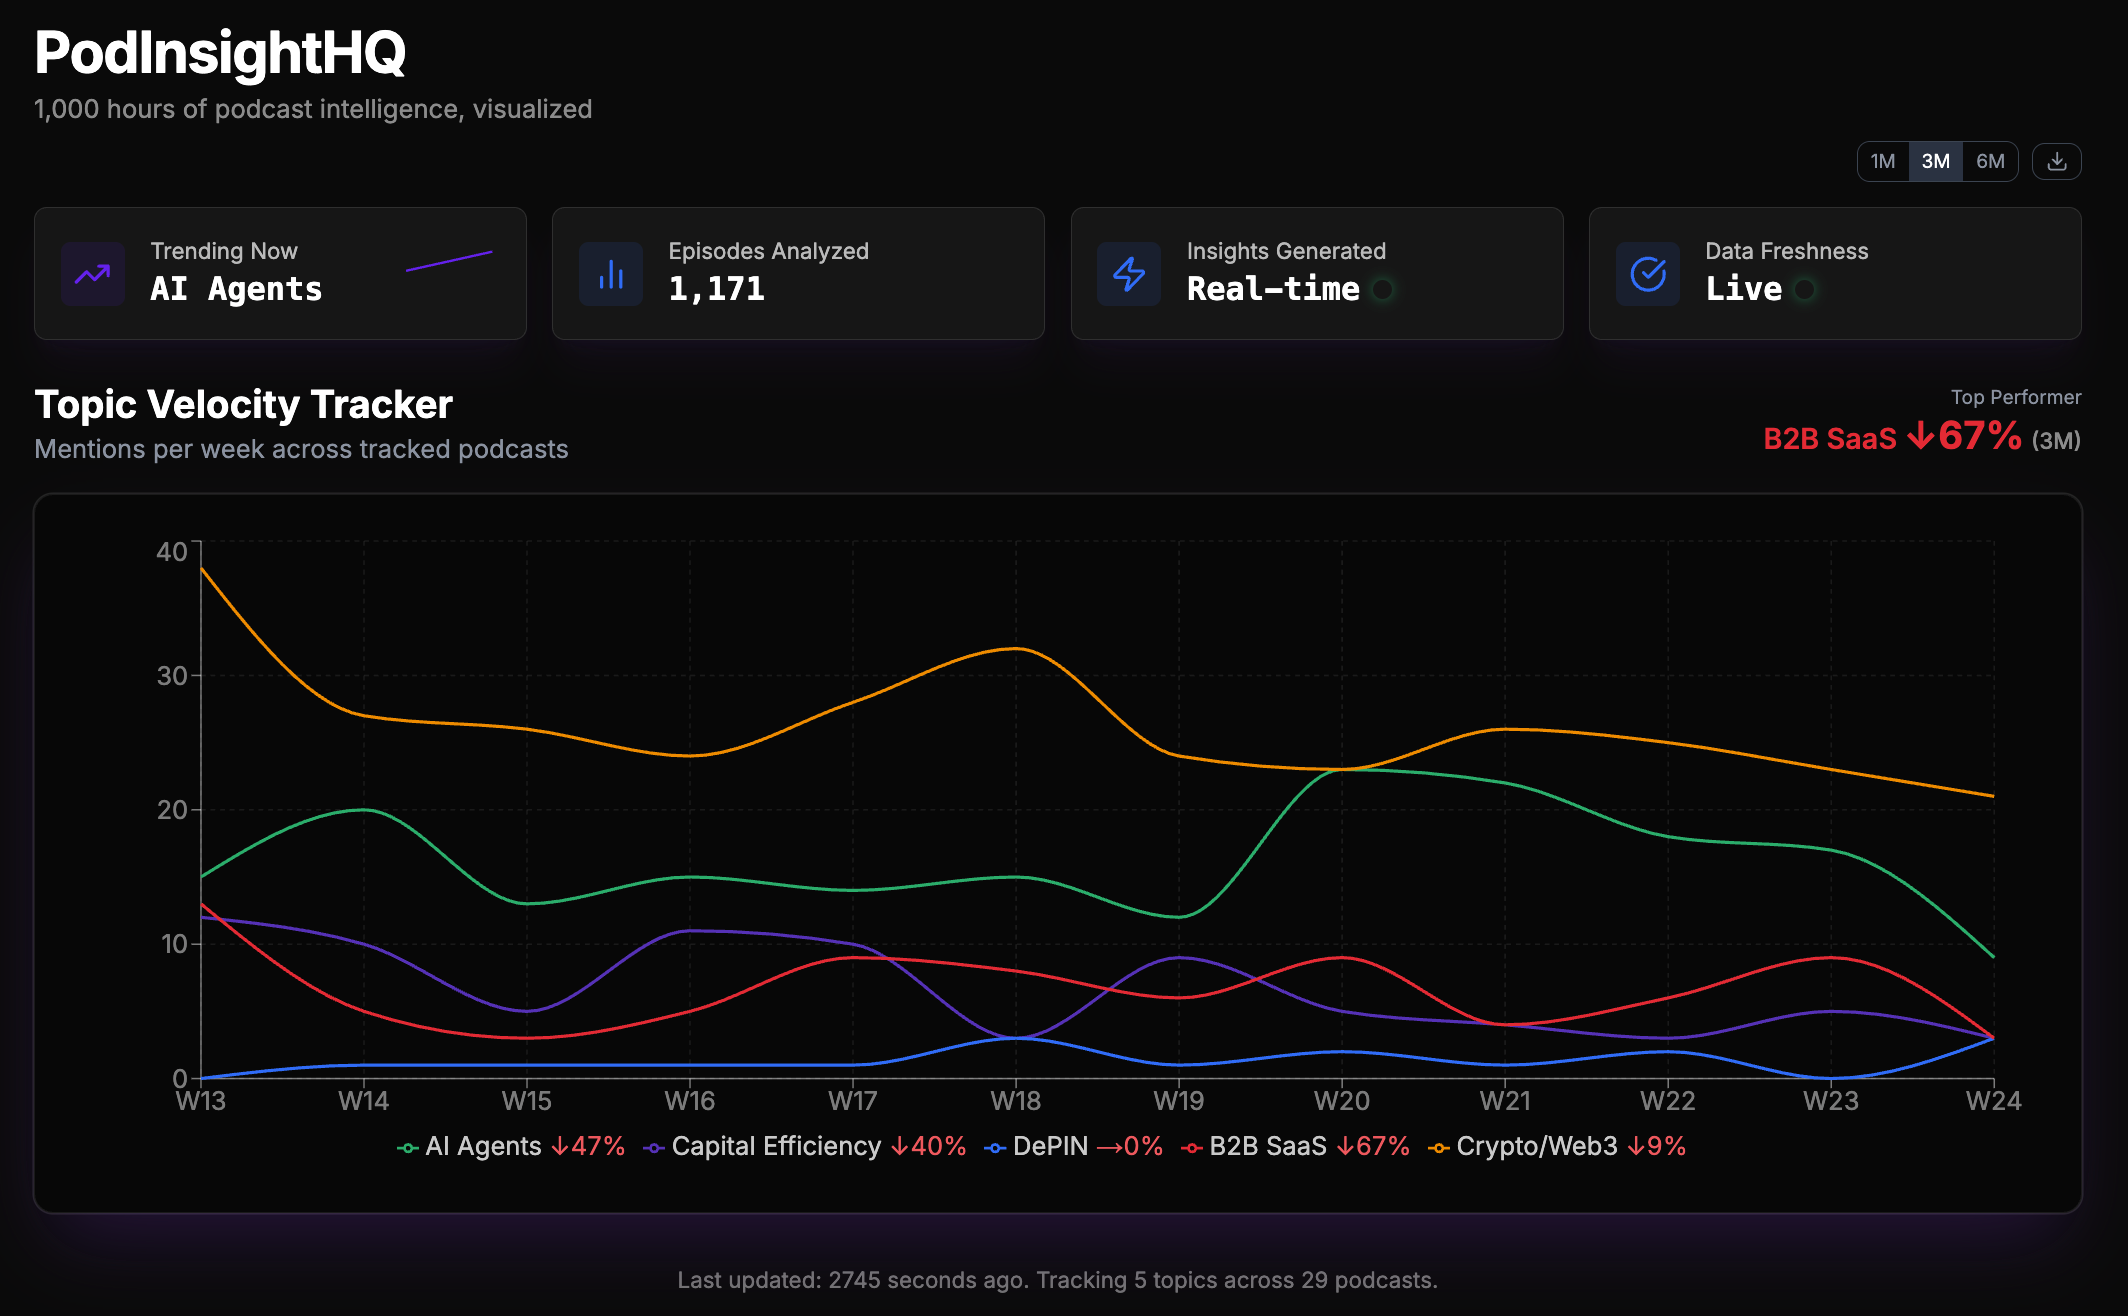 PodInsightHQ
1,000 hours of podcast intelligence, visualized
1M 3M 6M
Trending Now
AI Agents
Episodes Analyzed
1,171
Insights Generated
Real-time
Data Freshness
Live
Topic Velocity Tracker
Mentions per week across tracked podcasts
Top Performer
B2B SaaS ↓67% (3M)
40
30
20
10
0
W13 W14 W15 W16 W17 W18 W19 W20 W21 W22 W23 W24
AI Agents ↓47% Capital Efficiency ↓40% DePIN →0% B2B SaaS ↓67% Crypto/Web3 ↓9%
Last updated: 2745 seconds ago. Tracking 5 topics across 29 podcasts.